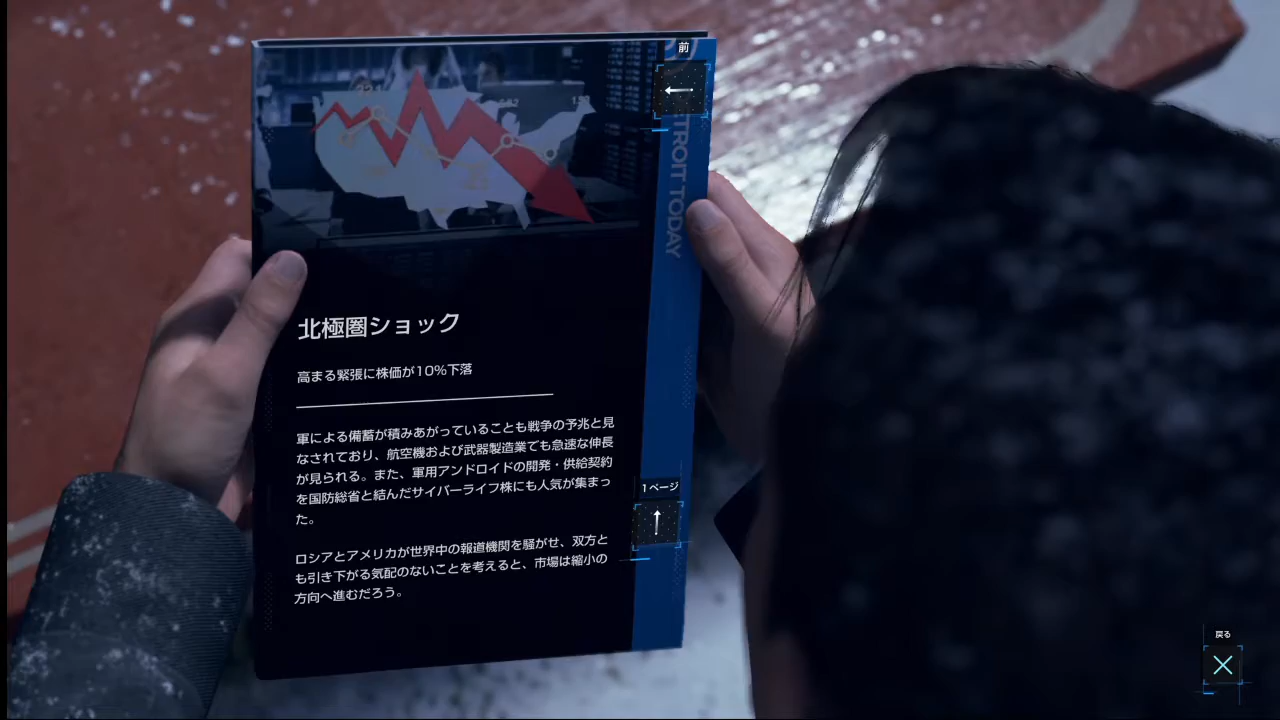 前
TROIT TODAY
北極圏ショック
高まる緊張に株価が10%下落
軍による備蓄が積みあがっていることも戦争の予兆と見
なされており、航空機および武器製造業でも急速な伸長
が見られる。また、軍用アンドロイドの開発・供給契約
を国防総省と結んだサイバーライフ株にも人気が集まっ
た。
ロシアとアメリカが世界中の報道機関を騒がせ、双方と
も引き下がる気配のないことを考えると、市場は縮小の
方向へ進むだろう。
1ページ
戻る